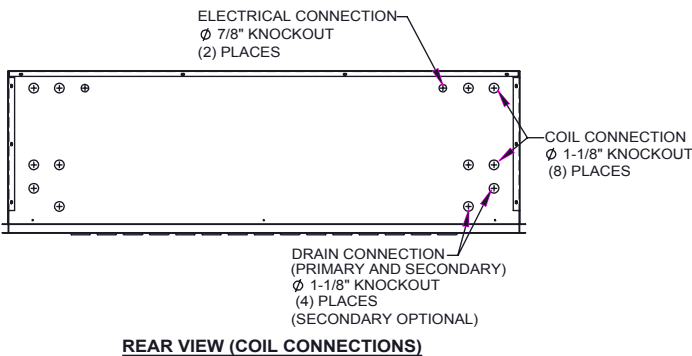 ELECTRICAL CONNECTION
Ø 7/8" KNOCKOUT
(2) PLACES
COIL CONNECTION
Ø 1-1/8" KNOCKOUT
(8) PLACES
DRAIN CONNECTION
(PRIMARY AND SECONDARY)
Ø 1-1/8" KNOCKOUT
(4) PLACES
(SECONDARY OPTIONAL)
REAR VIEW (COIL CONNECTIONS)